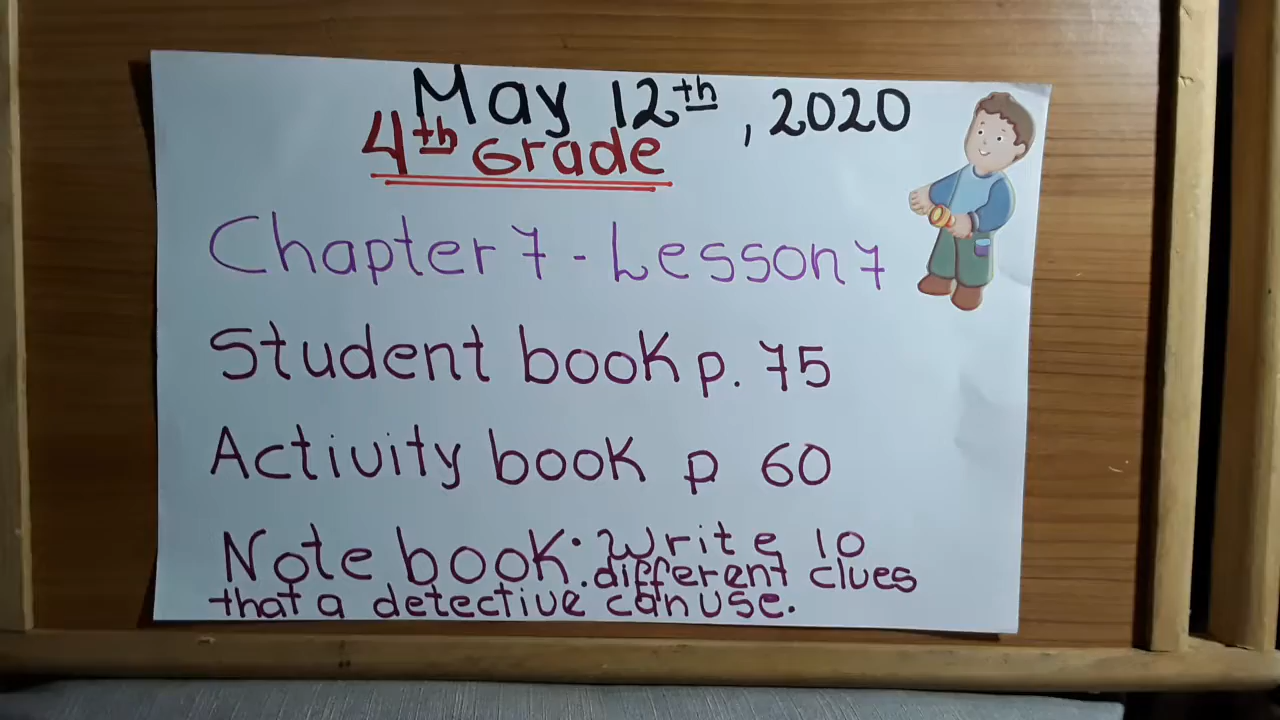 May 12th, 2020
4th Grade
Chapter 7 - Lesson 7
Student book p. 75
Activity book p 60
Note book: Write 10
different clues
that a detective can use.